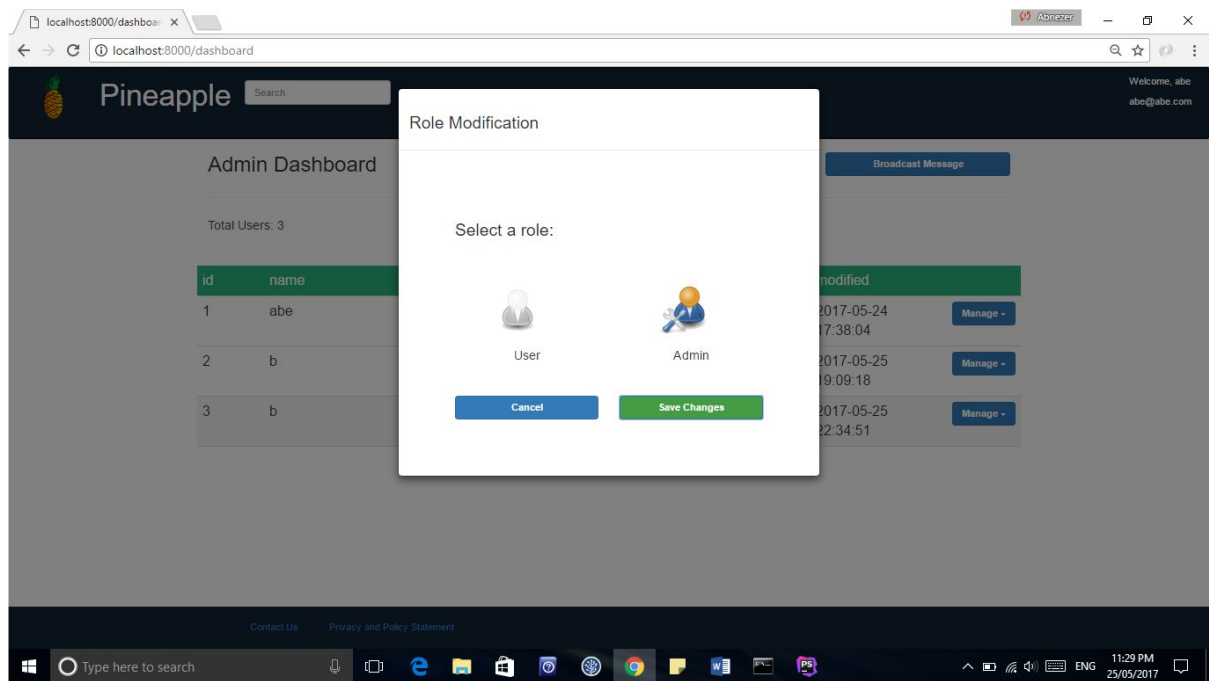 localhost:8000/dashboar
Abnezer
localhost:8000/dashboard
Pineapple
Search
Welcome, abe
abe@abe.com
Role Modification
Admin Dashboard
Broadcast Message
Total Users: 3
Select a role:
id name modified
1 abe 2017-05-24 Manage
17:38:04
User Admin
2 b 2017-05-25 Manage
19:09:18
Cancel Save Changes
3 b 2017-05-25 Manage
22:34:51
Contact Us Privacy and Policy Statement
Type here to search
ENG
11:29 PM
25/05/2017